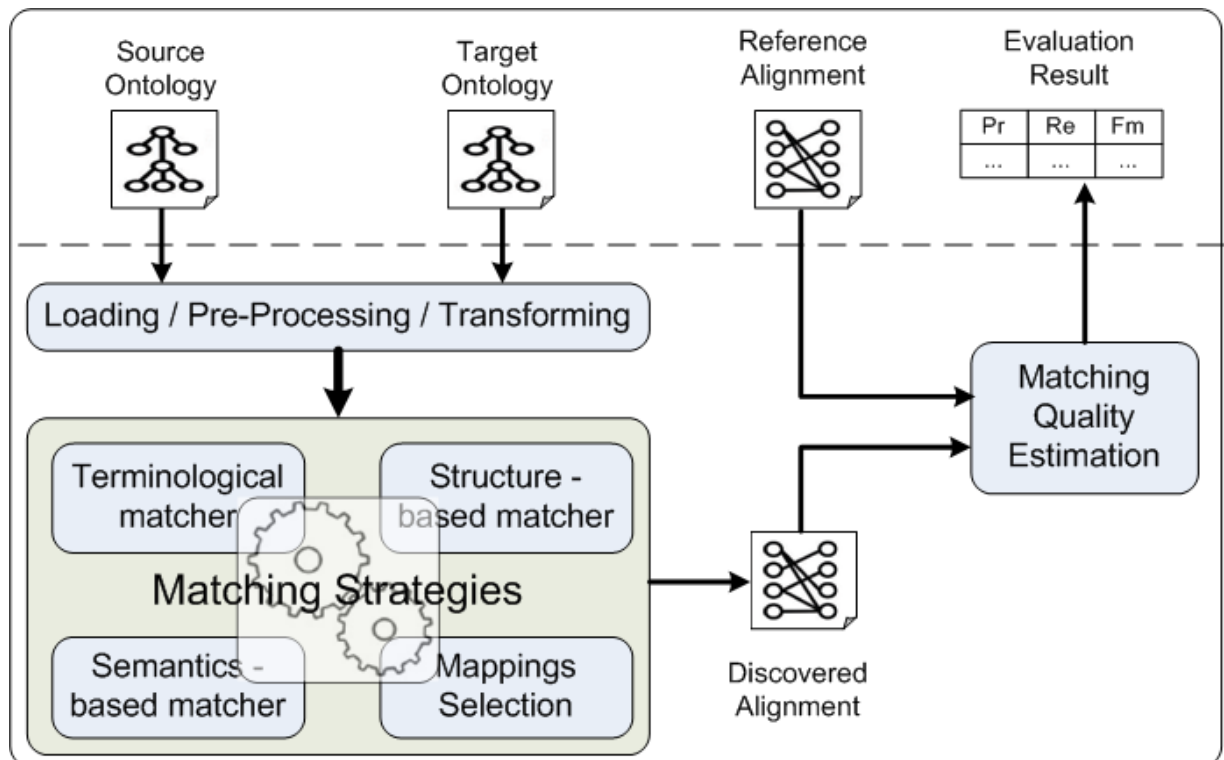 Source
Ontology
Target
Ontology
Reference
Alignment
Evaluation
Result
Pr Re Fm
... ... ...
Loading / Pre-Processing / Transforming
Terminological
matcher
Structure -
based matcher
Matching Strategies
Semantics -
based matcher
Mappings
Selection
Discovered
Alignment
Matching
Quality
Estimation